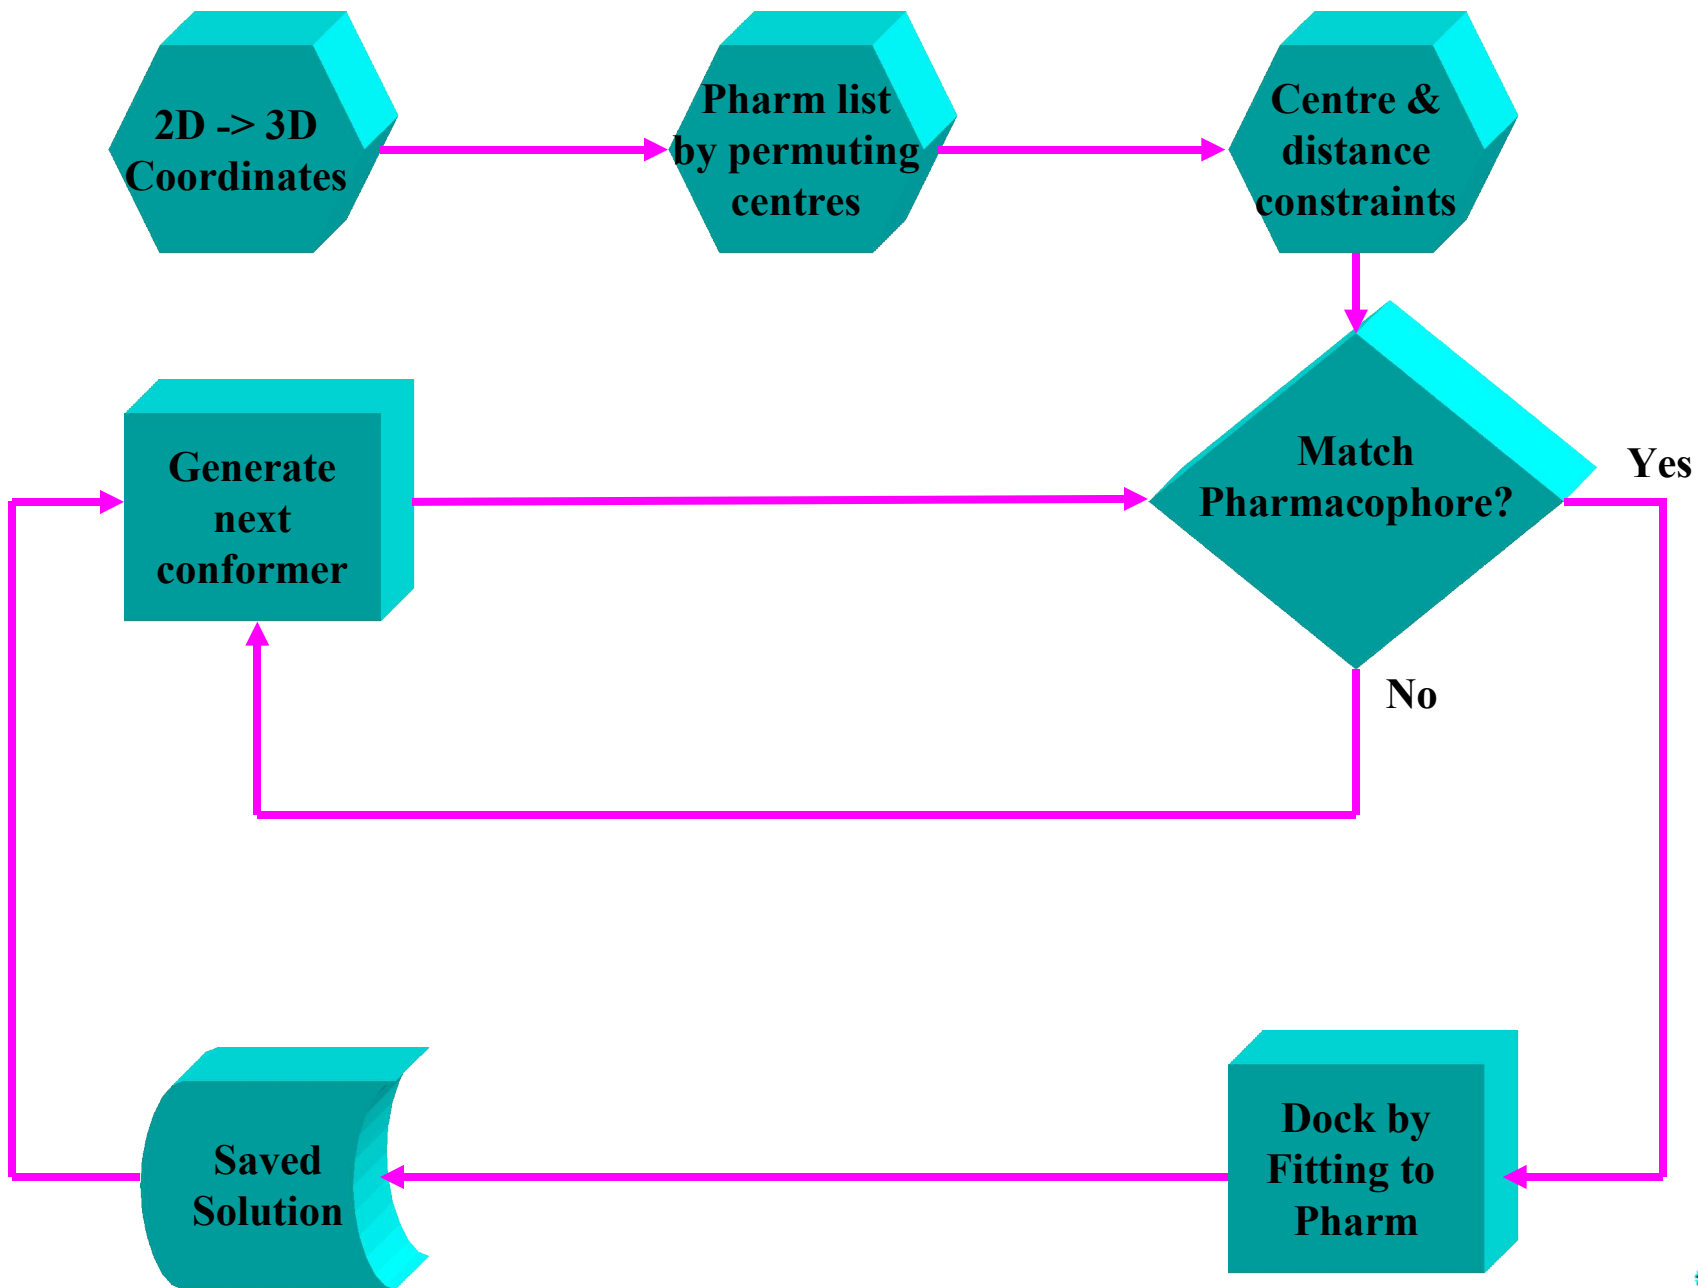 2D -> 3D
Coordinates
Pharm list
by permuting
centres
Centre &
distance
constraints
Generate
next
conformer
Match
Pharmacophore?
Yes
No
Saved
Solution
Dock by
Fitting to
Pharm